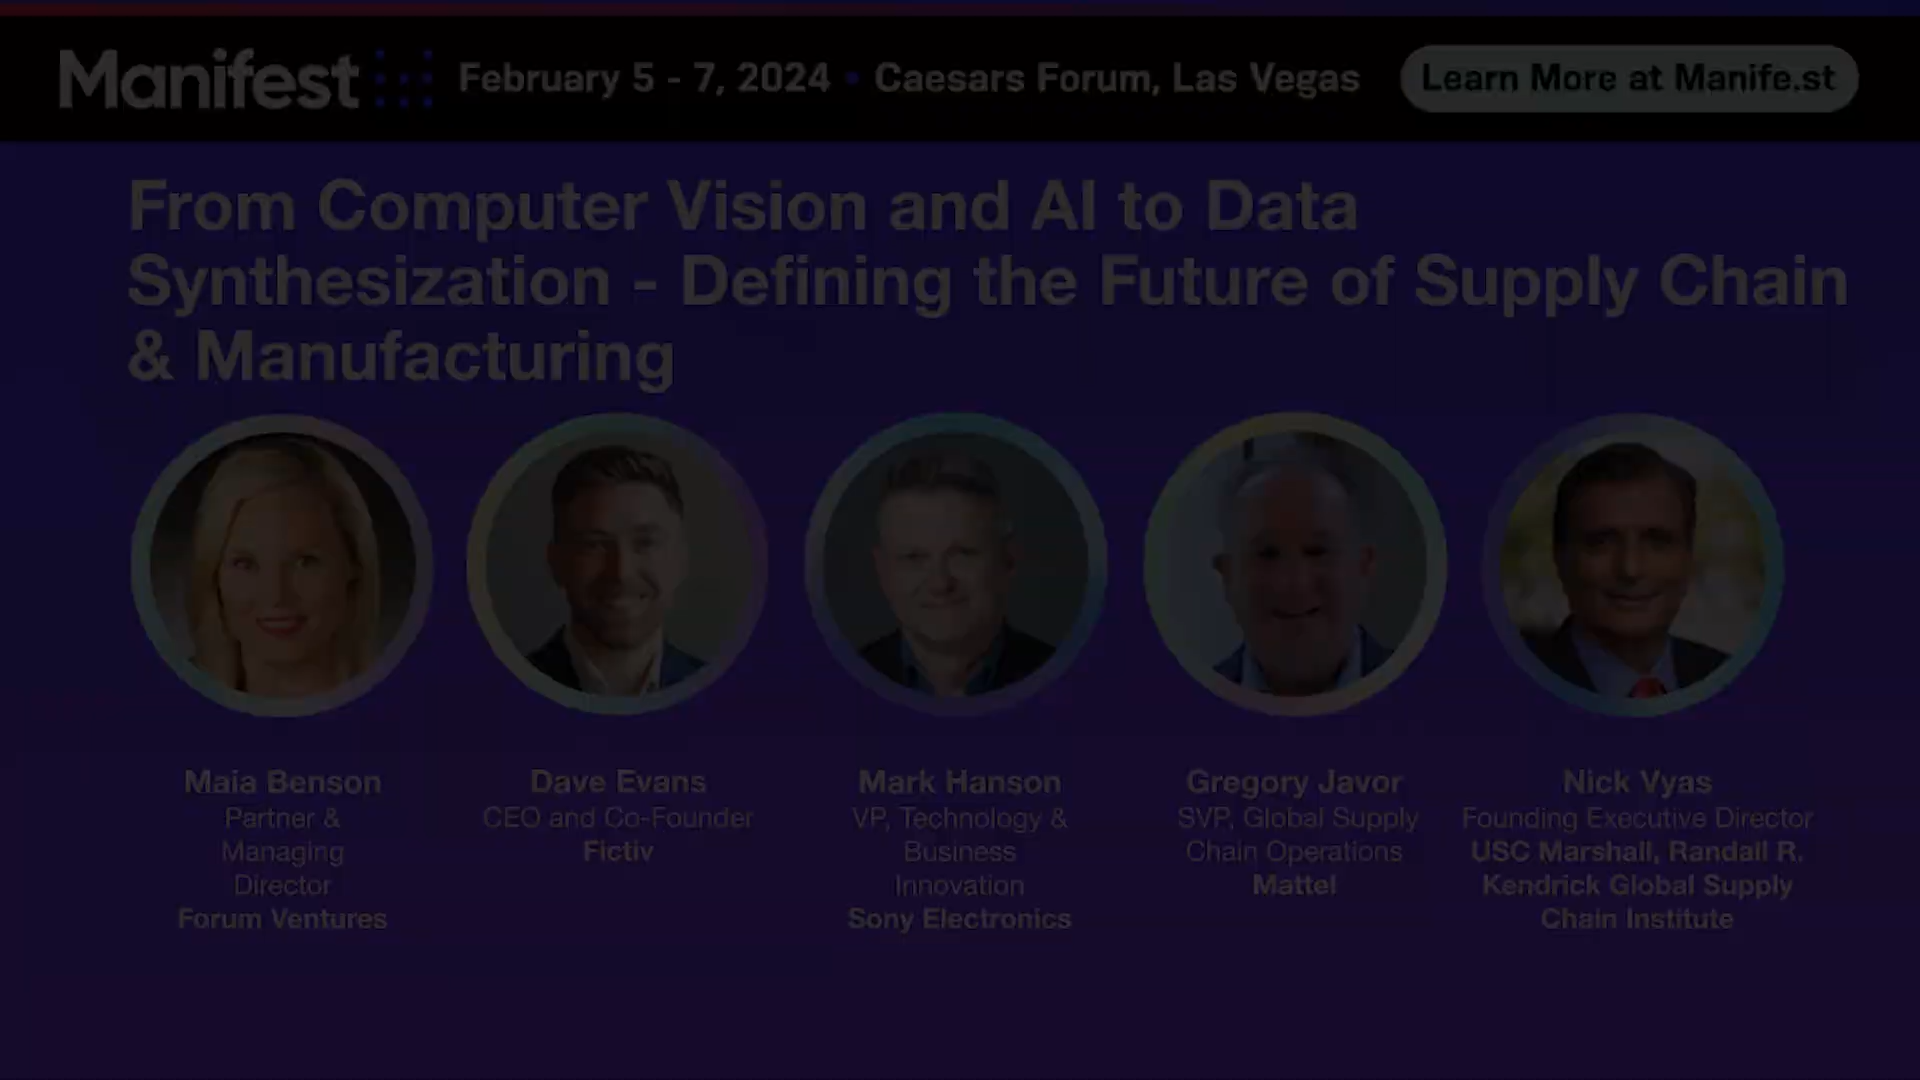 Manifest
February 5 - 7, 2024 • Caesars Forum, Las Vegas
Learn More at Manife.st
From Computer Vision and AI to Data
Synthesization - Defining the Future of Supply Chain
& Manufacturing
Maia Benson
Partner &
Managing
Director
Forum Ventures
Dave Evans
CEO and Co-Founder
Fictiv
Mark Hanson
VP, Technology &
Business
Innovation
Sony Electronics
Gregory Javor
SVP, Global Supply
Chain Operations
Mattel
Nick Vyas
Founding Executive Director
USC Marshall, Randall R.
Kendrick Global Supply
Chain Institute